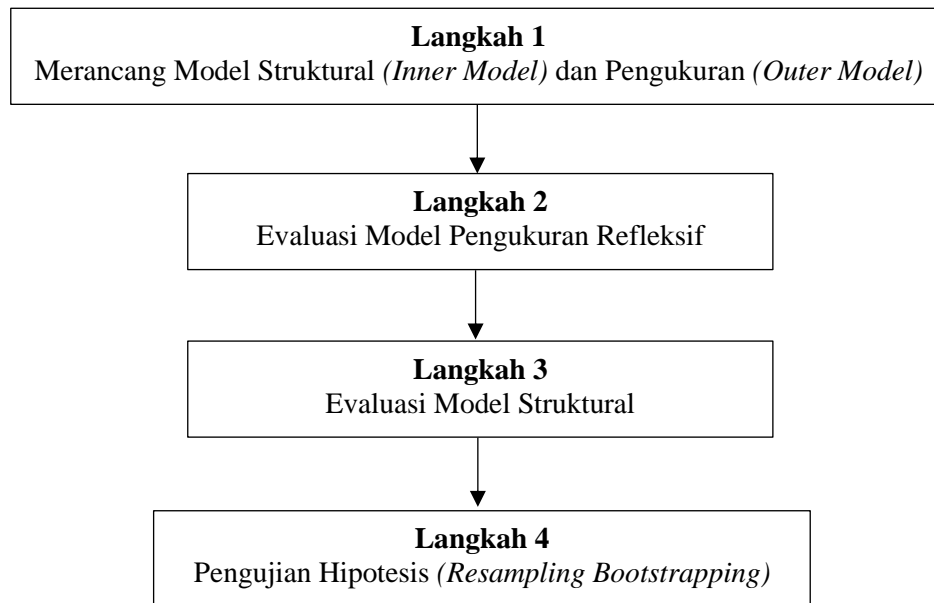 Langkah 1
Merancang Model Struktural (Inner Model) dan Pengukuran (Outer Model)
Langkah 2
Evaluasi Model Pengukuran Refleksif
Langkah 3
Evaluasi Model Struktural
Langkah 4
Pengujian Hipotesis (Resampling Bootstrapping)